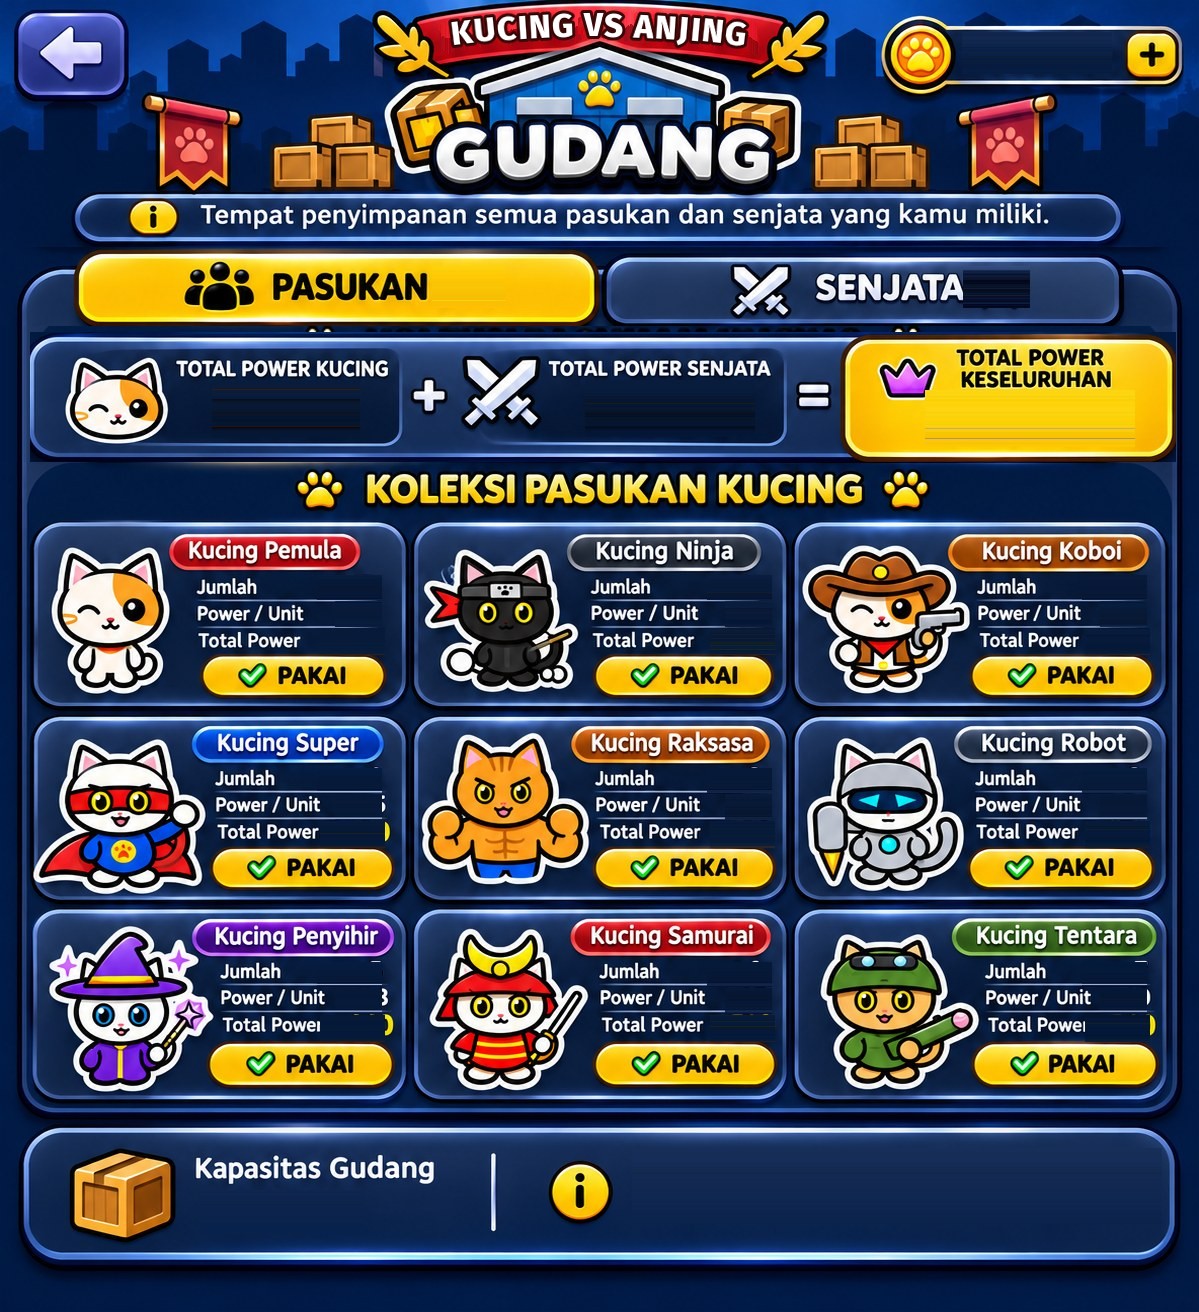 KUCING VS ANJING
GUDANG
Tempat penyimpanan semua pasukan dan senjata yang kamu miliki.
PASUKAN
SENJATA
TOTAL POWER KUCING
+
TOTAL POWER SENJATA
=
TOTAL POWER
KESELURUHAN
KOLEKSI PASUKAN KUCING
Kucing Pemula
Jumlah
Power / Unit
Total Power
PAKAI
Kucing Ninja
Jumlah
Power / Unit
Total Power
PAKAI
Kucing Koboi
Jumlah
Power / Unit
Total Power
PAKAI
Kucing Super
Jumlah
Power / Unit
Total Power
PAKAI
Kucing Raksasa
Jumlah
Power / Unit
Total Power
PAKAI
Kucing Robot
Jumlah
Power / Unit
Total Power
PAKAI
Kucing Penyihir
Jumlah
Power / Unit
Total Power
PAKAI
Kucing Samurai
Jumlah
Power / Unit
Total Power
PAKAI
Kucing Tentara
Jumlah
Power / Unit
Total Power
PAKAI
Kapasitas Gudang